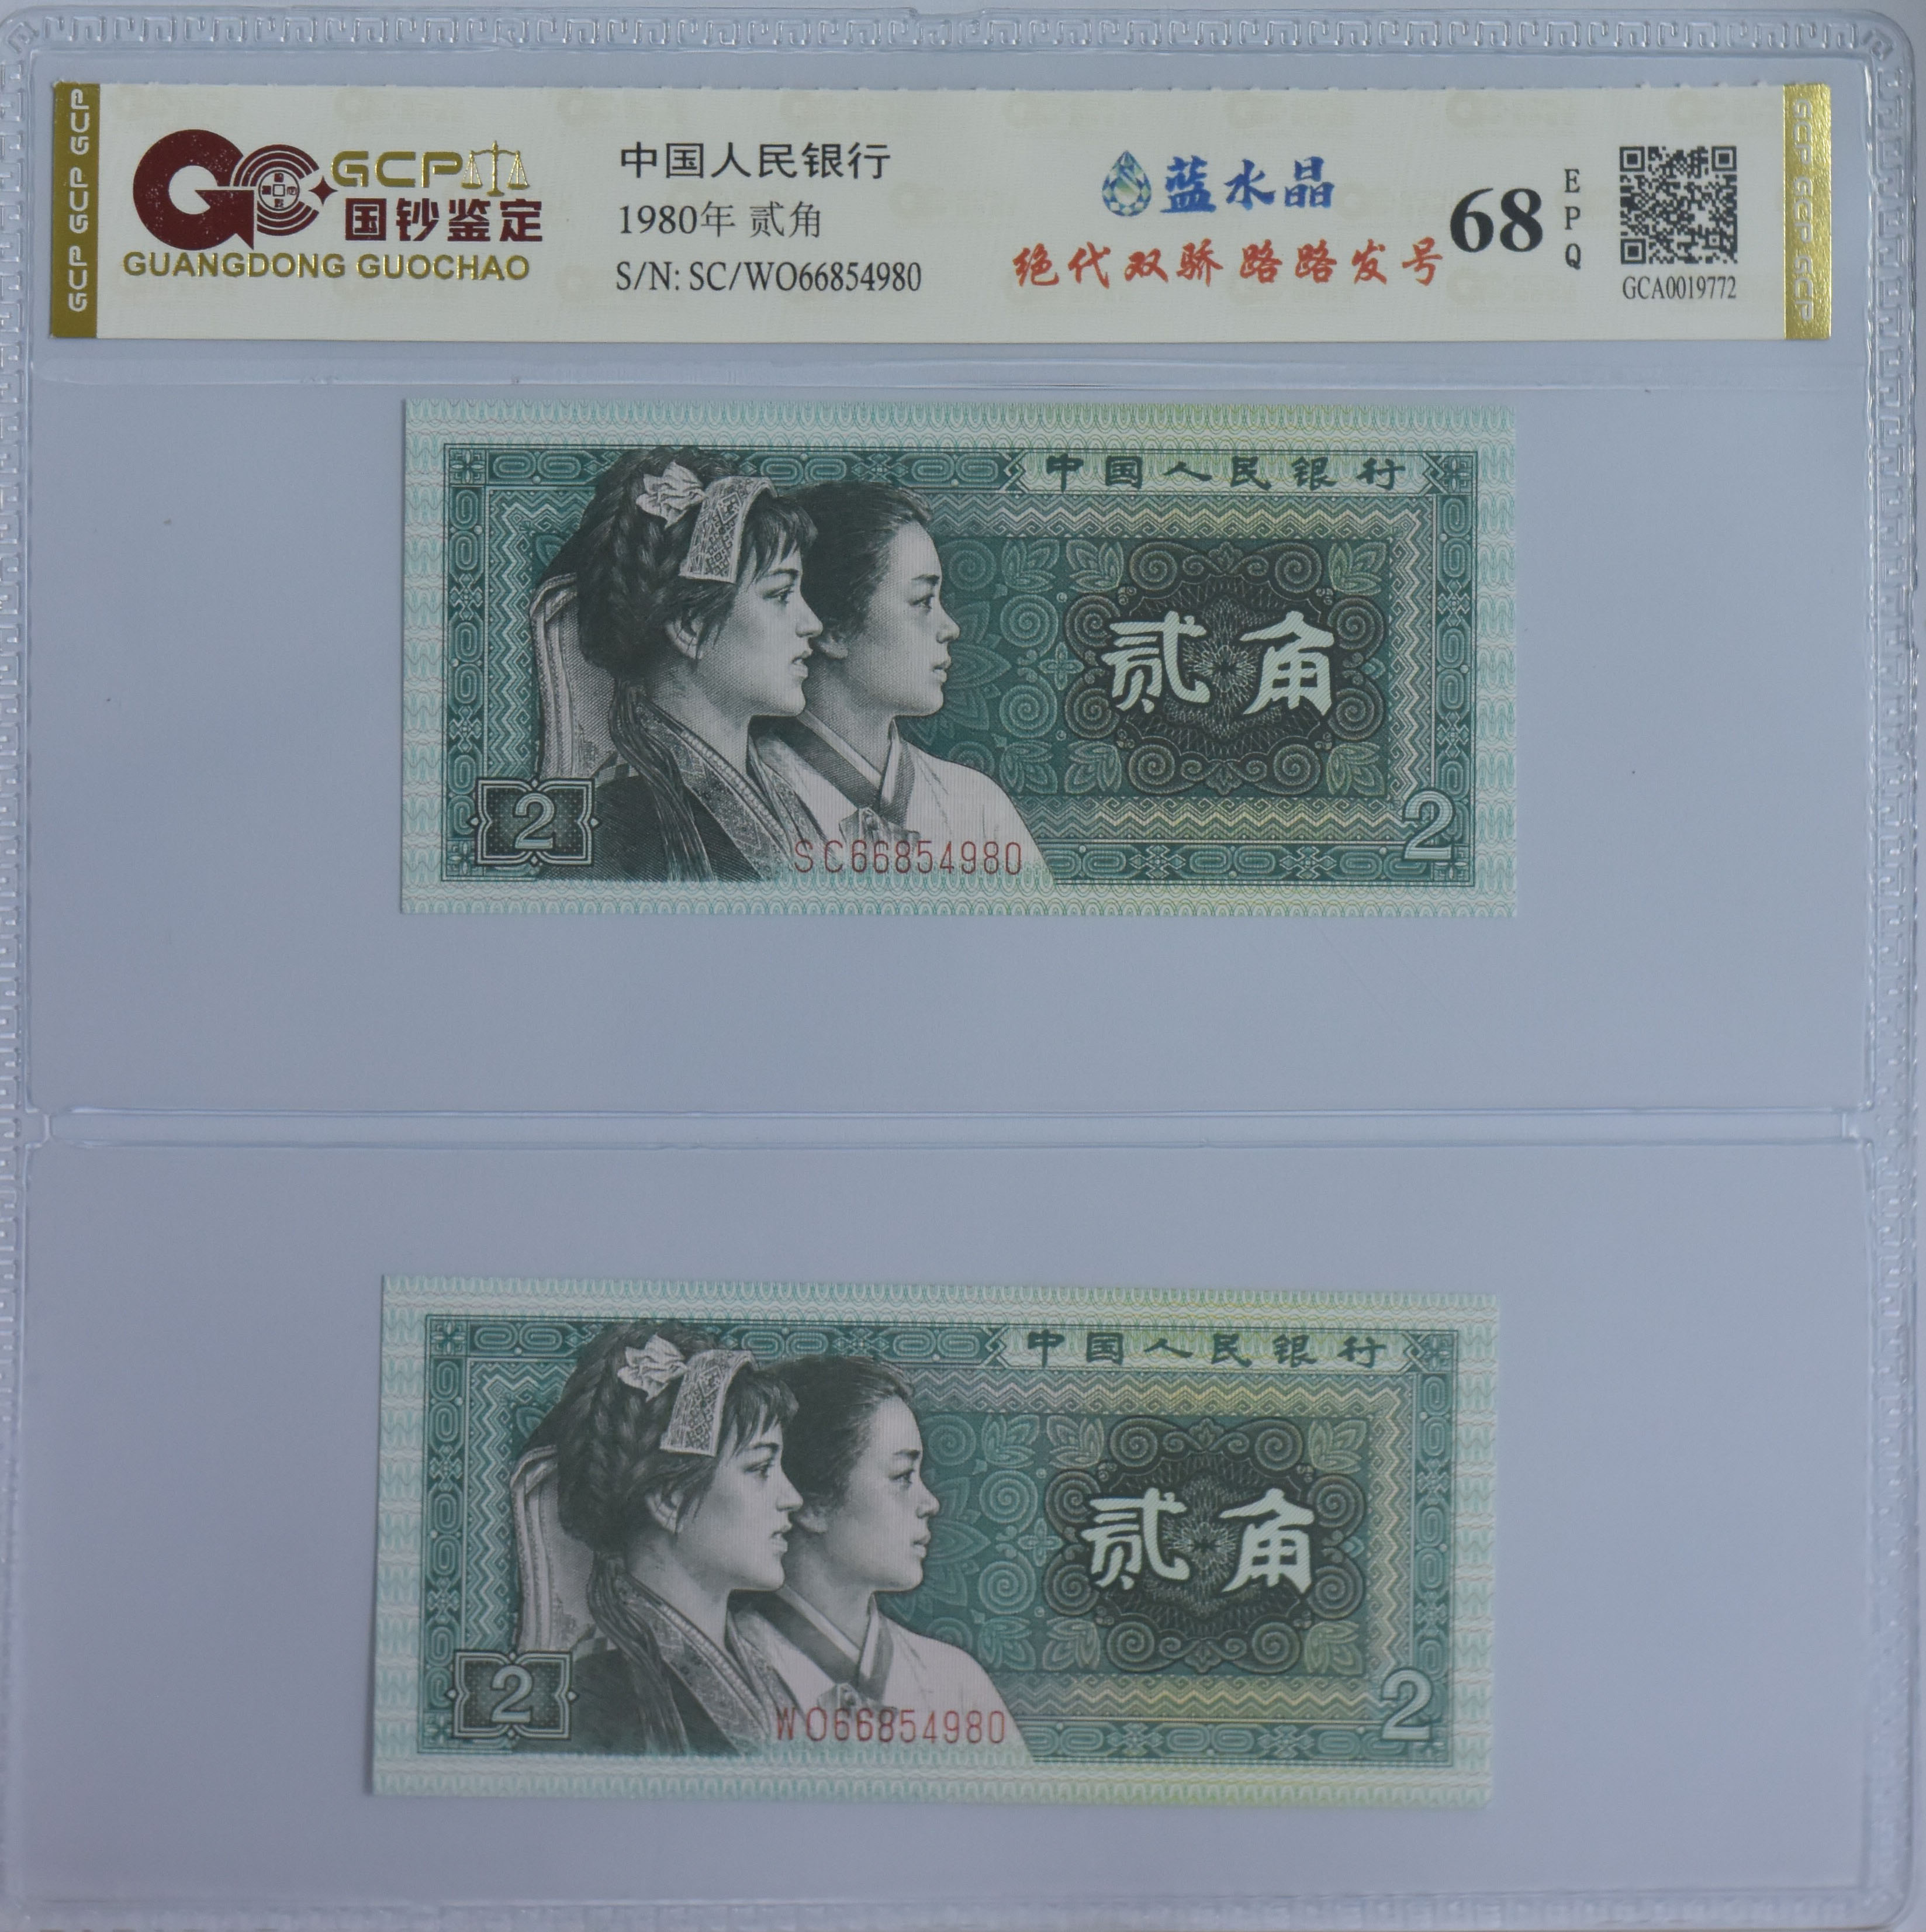 GCP GCP GCP
GCP
国钞鉴定
GUANGDONG GUOCHAO
中国人民银行
1980年 贰角
S/N: SC/WO66854980
蓝水晶
绝代双骄 路路发号
68
EPQ
GCA0019772
GCP GCP GCP
中国人民银行
贰角
2
2
SC66854980
中国人民银行
贰角
2
2
WO66854980